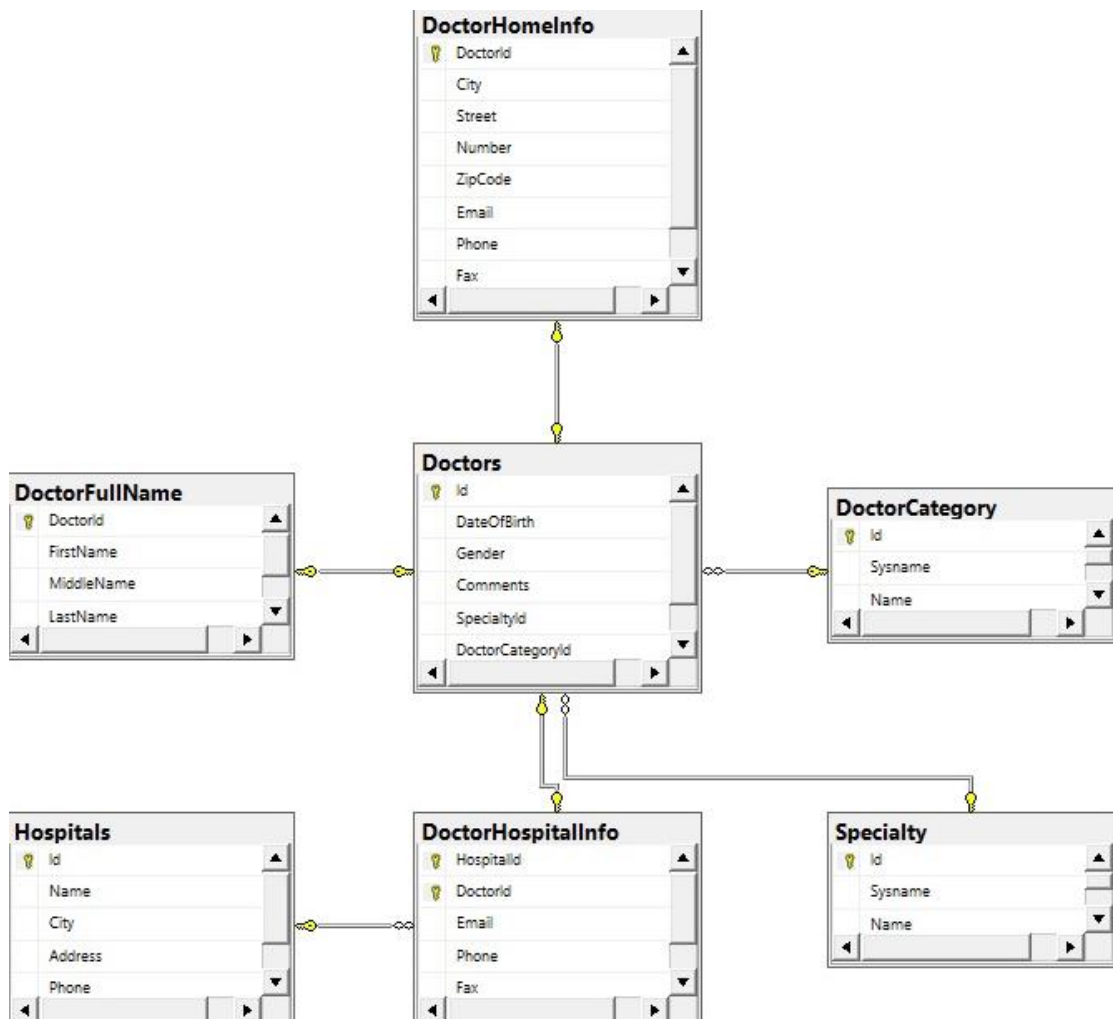 DoctorHomeInfo
DoctorId
City
Street
Number
ZipCode
Email
Phone
Fax
DoctorFullName
DoctorId
FirstName
MiddleName
LastName
Doctors
Id
DateOfBirth
Gender
Comments
SpecialtyId
DoctorCategoryId
DoctorCategory
Id
Sysname
Name
Hospitals
Id
Name
City
Address
Phone
DoctorHospitalInfo
HospitalId
DoctorId
Email
Phone
Fax
Specialty
Id
Sysname
Name